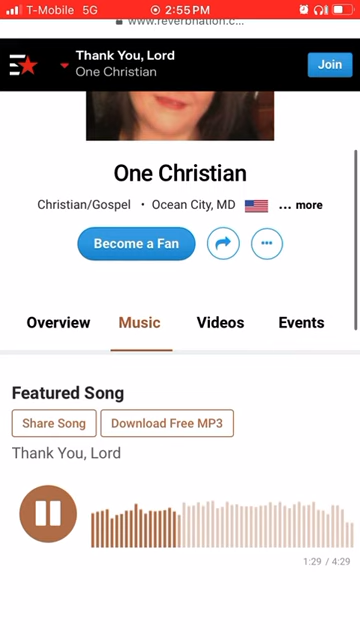 T-Mobile 5G 2:55 PM
www.reverbnation.c...
Thank You, Lord
One Christian
Join
One Christian
Christian/Gospel • Ocean City, MD ... more
Become a Fan
Overview Music Videos Events
Featured Song
Share Song Download Free MP3
Thank You, Lord
1:29 / 4:29